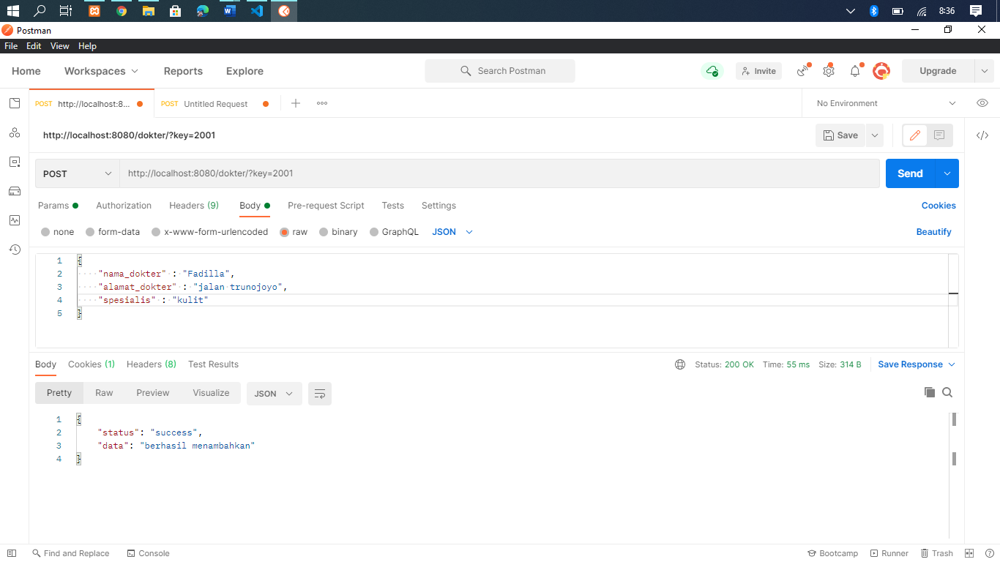 8:36
Postman
File Edit View Help
Home Workspaces Reports Explore Search Postman Invite Upgrade
POST http://localhost:8... POST Untitled Request No Environment
http://localhost:8080/dokter/?key=2001 Save
POST http://localhost:8080/dokter/?key=2001 Send
Params Authorization Headers (9) Body Pre-request Script Tests Settings Cookies
none form-data x-www-form-urlencoded raw binary GraphQL JSON Beautify
1 {
2 "nama_dokter" : "Fadilla",
3 "alamat_dokter" : "jalan trunojoyo",
4 "spesialis" : "kulit"
5 }
Body Cookies (1) Headers (8) Test Results Status: 200 OK Time: 55 ms Size: 314 B Save Response
Pretty Raw Preview Visualize JSON
1 {
2 "status": "success",
3 "data": "berhasil menambahkan"
4 }
Find and Replace Console Bootcamp Runner Trash